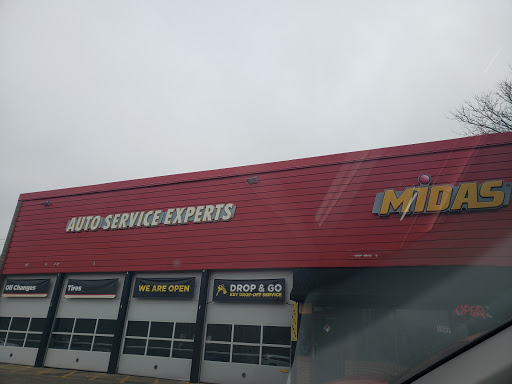 AUTO SERVICE EXPERTS
MIDAS
Oil Changes
Tires
WE ARE OPEN
DROP & GO
KEY DROP-OFF SERVICE
OPEN